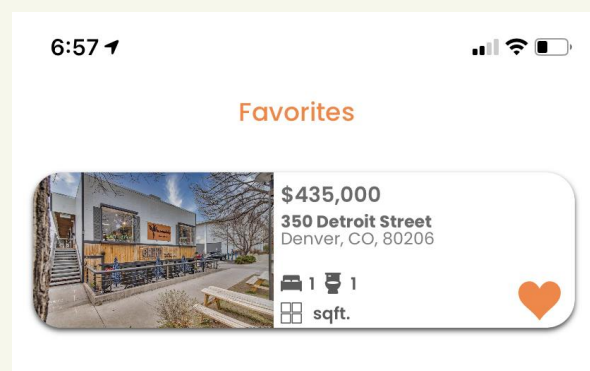 6:57
Favorites
$435,000
350 Detroit Street
Denver, CO, 80206
1 1
sqft.